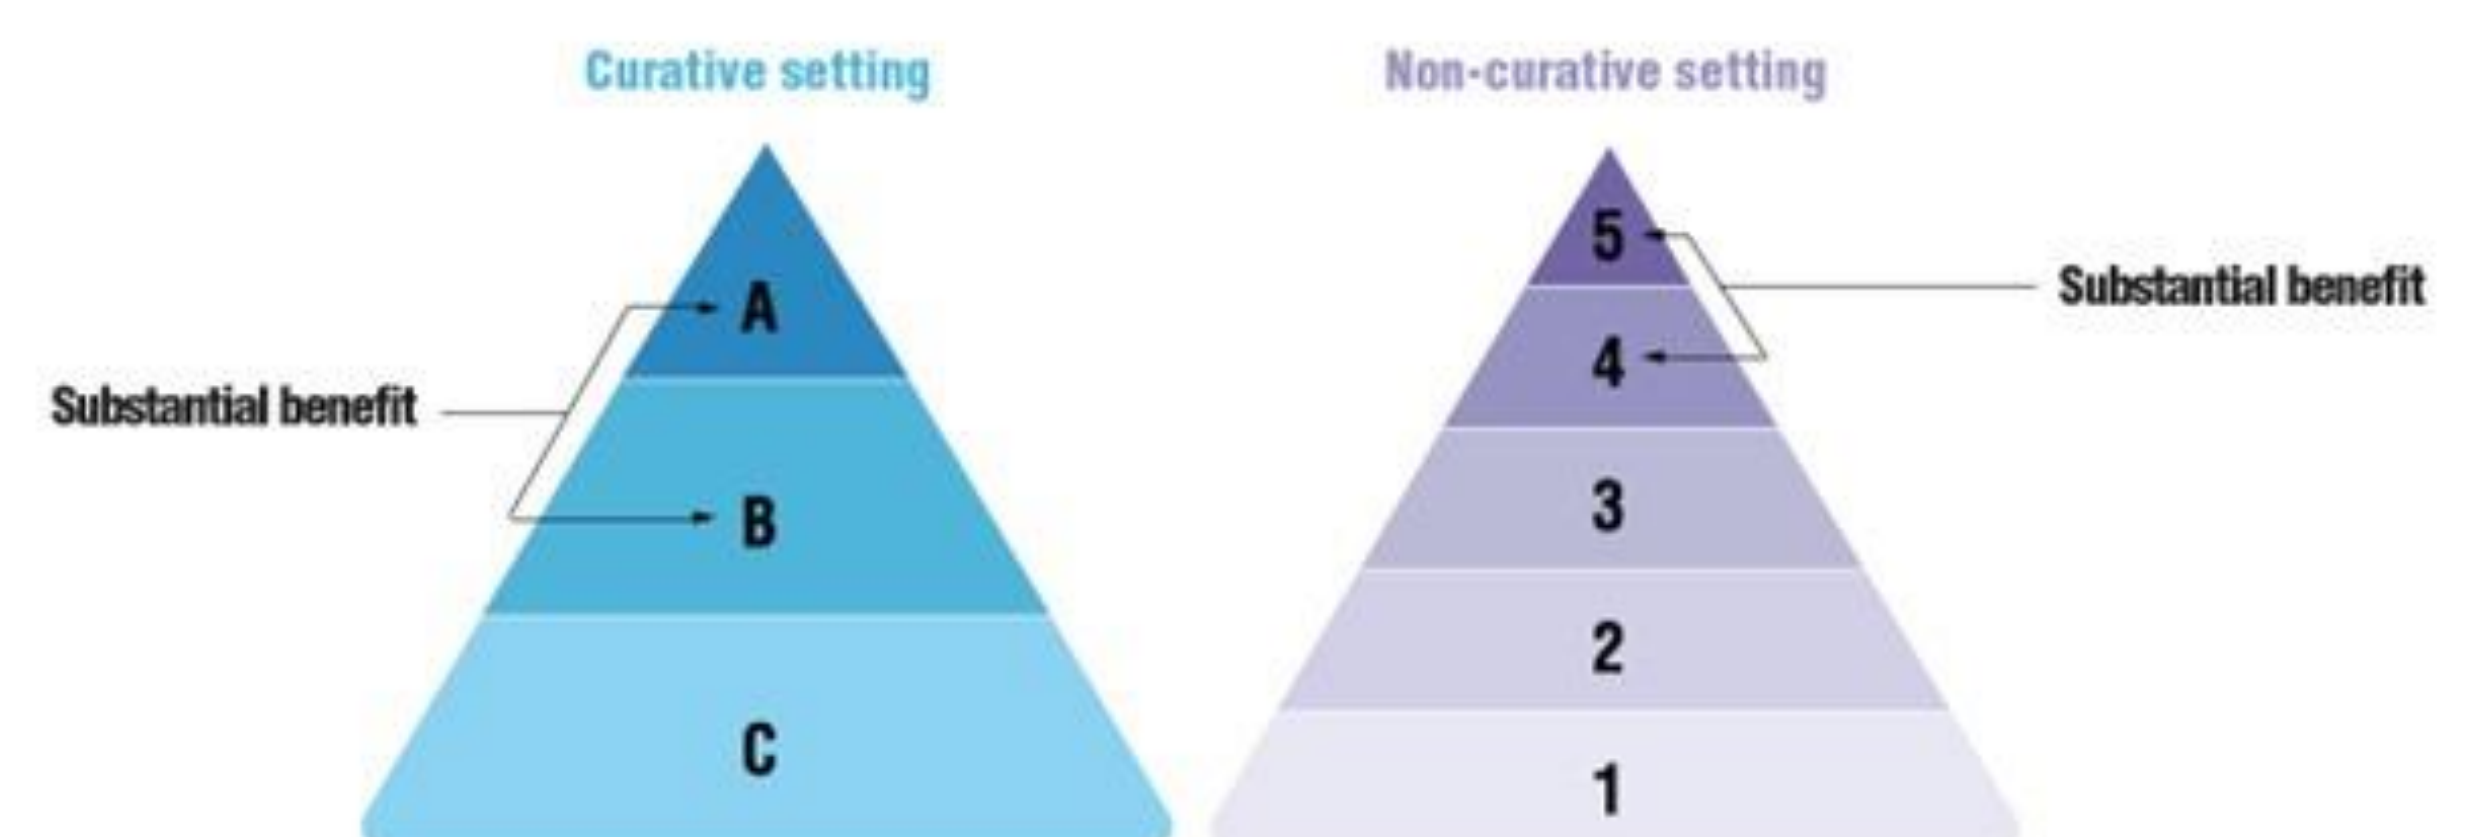 Curative setting
Non-curative setting
A
B
C
Substantial benefit
5
4
3
2
1
Substantial benefit